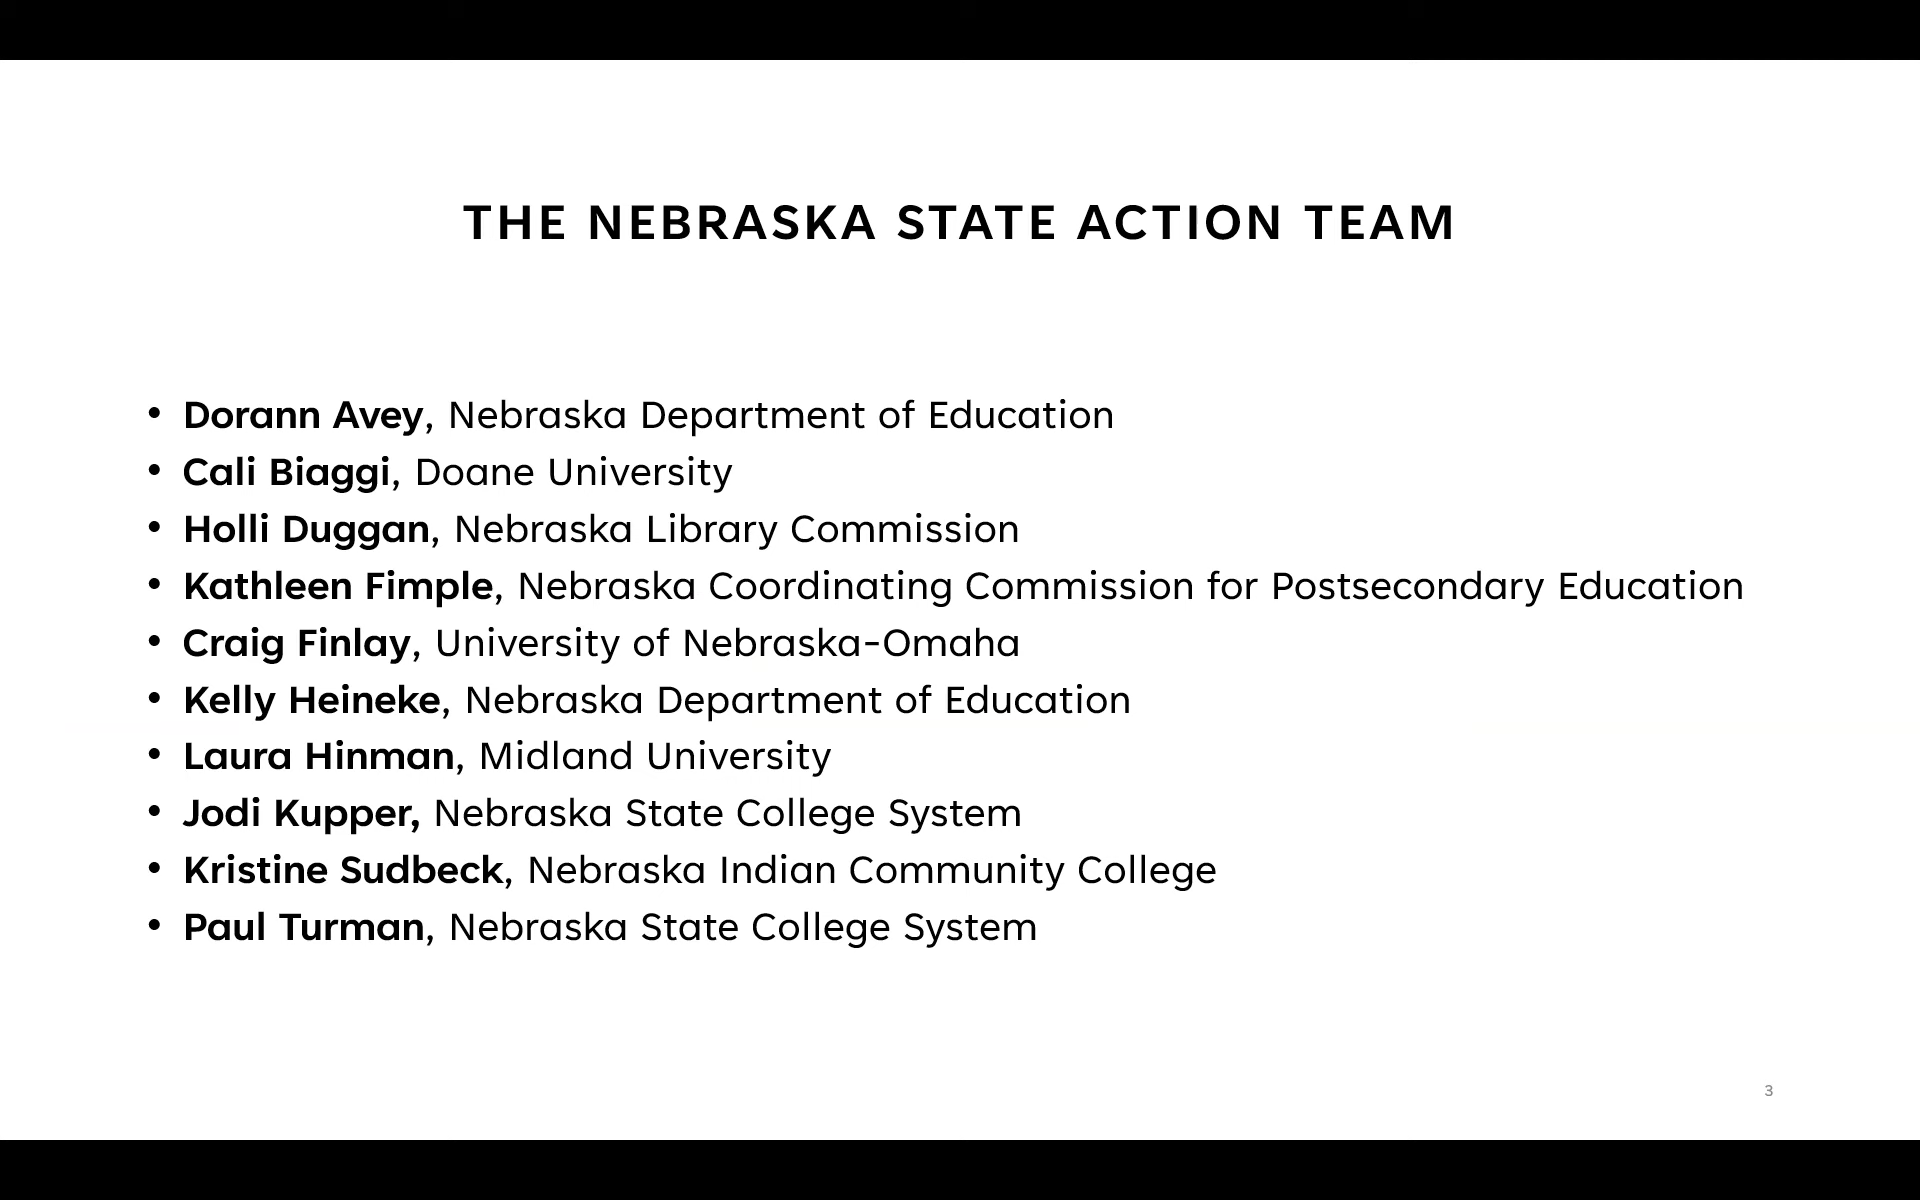 THE NEBRASKA STATE ACTION TEAM
• Dorann Avey, Nebraska Department of Education
• Cali Biaggi, Doane University
• Holli Duggan, Nebraska Library Commission
• Kathleen Fimple, Nebraska Coordinating Commission for Postsecondary Education
• Craig Finlay, University of Nebraska-Omaha
• Kelly Heineke, Nebraska Department of Education
• Laura Hinman, Midland University
• Jodi Kupper, Nebraska State College System
• Kristine Sudbeck, Nebraska Indian Community College
• Paul Turman, Nebraska State College System
3